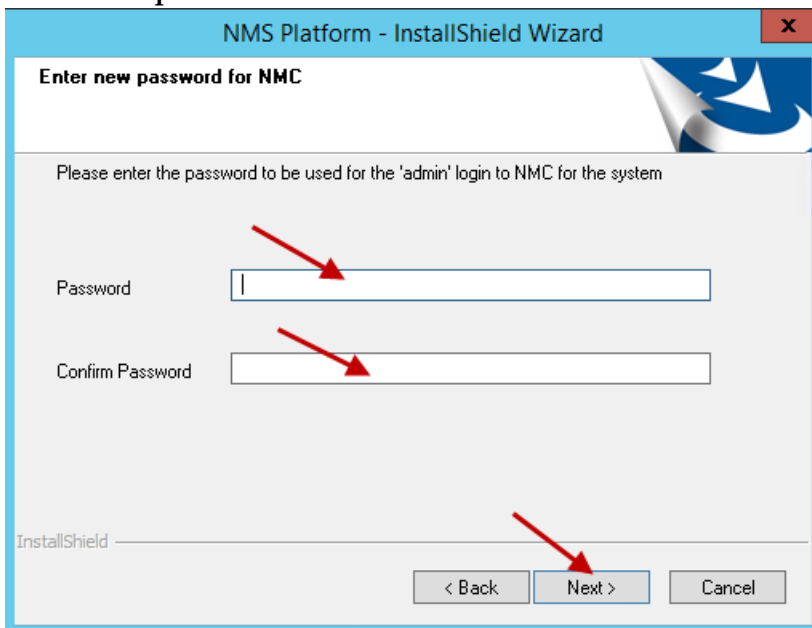 NMS Platform - InstallShield Wizard
x
Enter new password for NMC
Please enter the password to be used for the 'admin' login to NMC for the system
Password
Confirm Password
InstallShield
< Back Next > Cancel